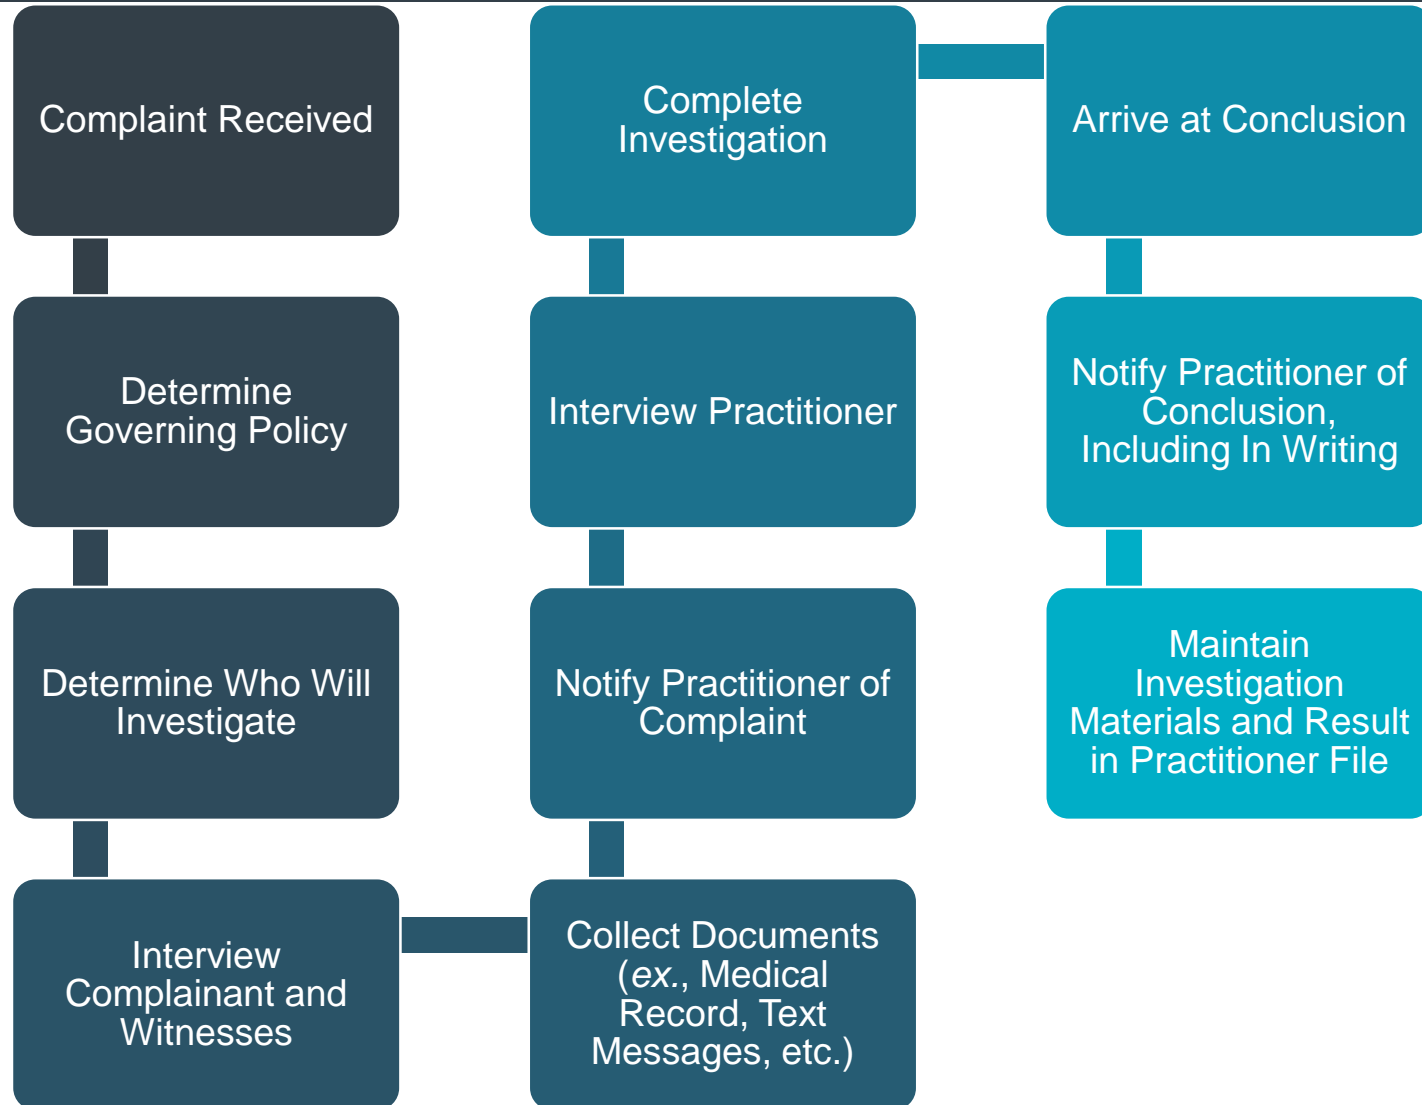 Complaint Received
Determine
Governing Policy
Determine Who Will
Investigate
Interview
Complainant and
Witnesses
Collect Documents
(ex., Medical
Record, Text
Messages, etc.)
Notify Practitioner of
Complaint
Interview Practitioner
Complete
Investigation
Arrive at Conclusion
Notify Practitioner of
Conclusion,
Including In Writing
Maintain
Investigation
Materials and Result
in Practitioner File